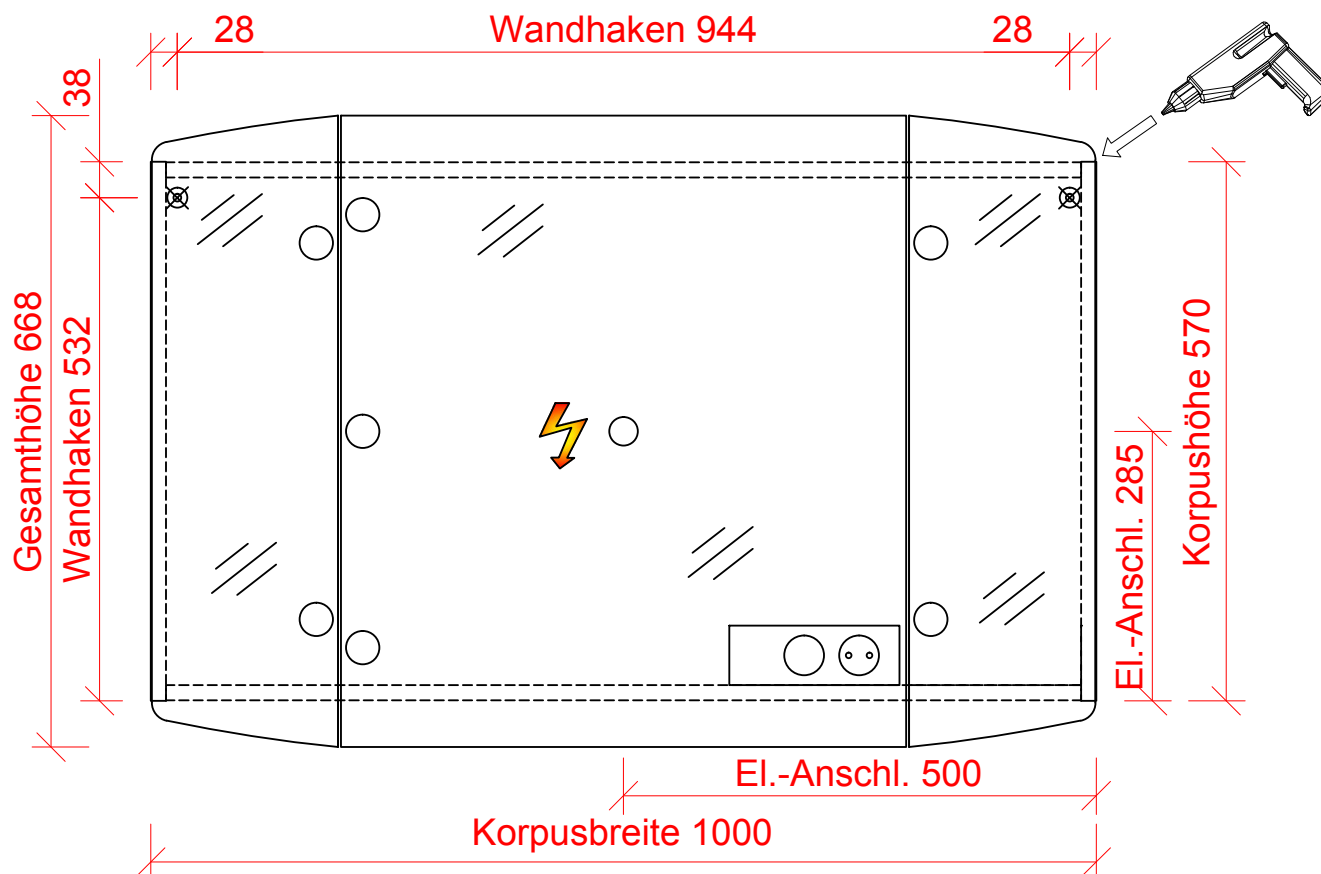 28
Wandhaken 944
28
38
Gesamthöhe 668
Wandhaken 532
Korpushöhe 570
El.-Anschl. 285
El.-Anschl. 500
Korpusbreite 1000